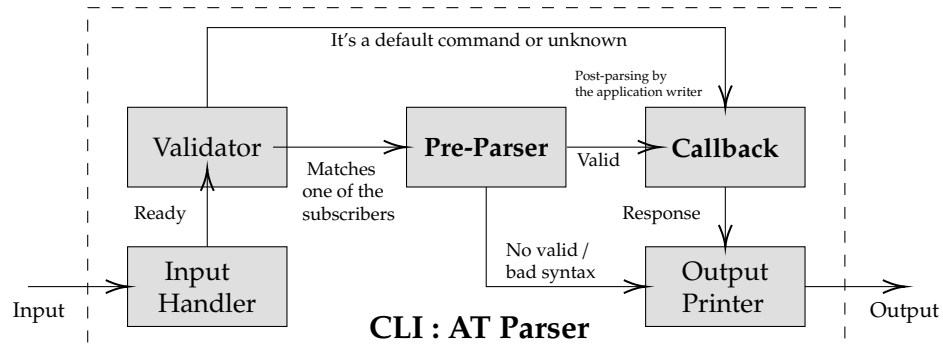 It's a default command or unknown
Post-parsing by
the application writer
Validator
Pre-Parser
Callback
Matches
one of the
subscribers
Valid
Ready
Response
Input
Handler
No valid /
bad syntax
Output
Printer
Input
Output
CLI : AT Parser